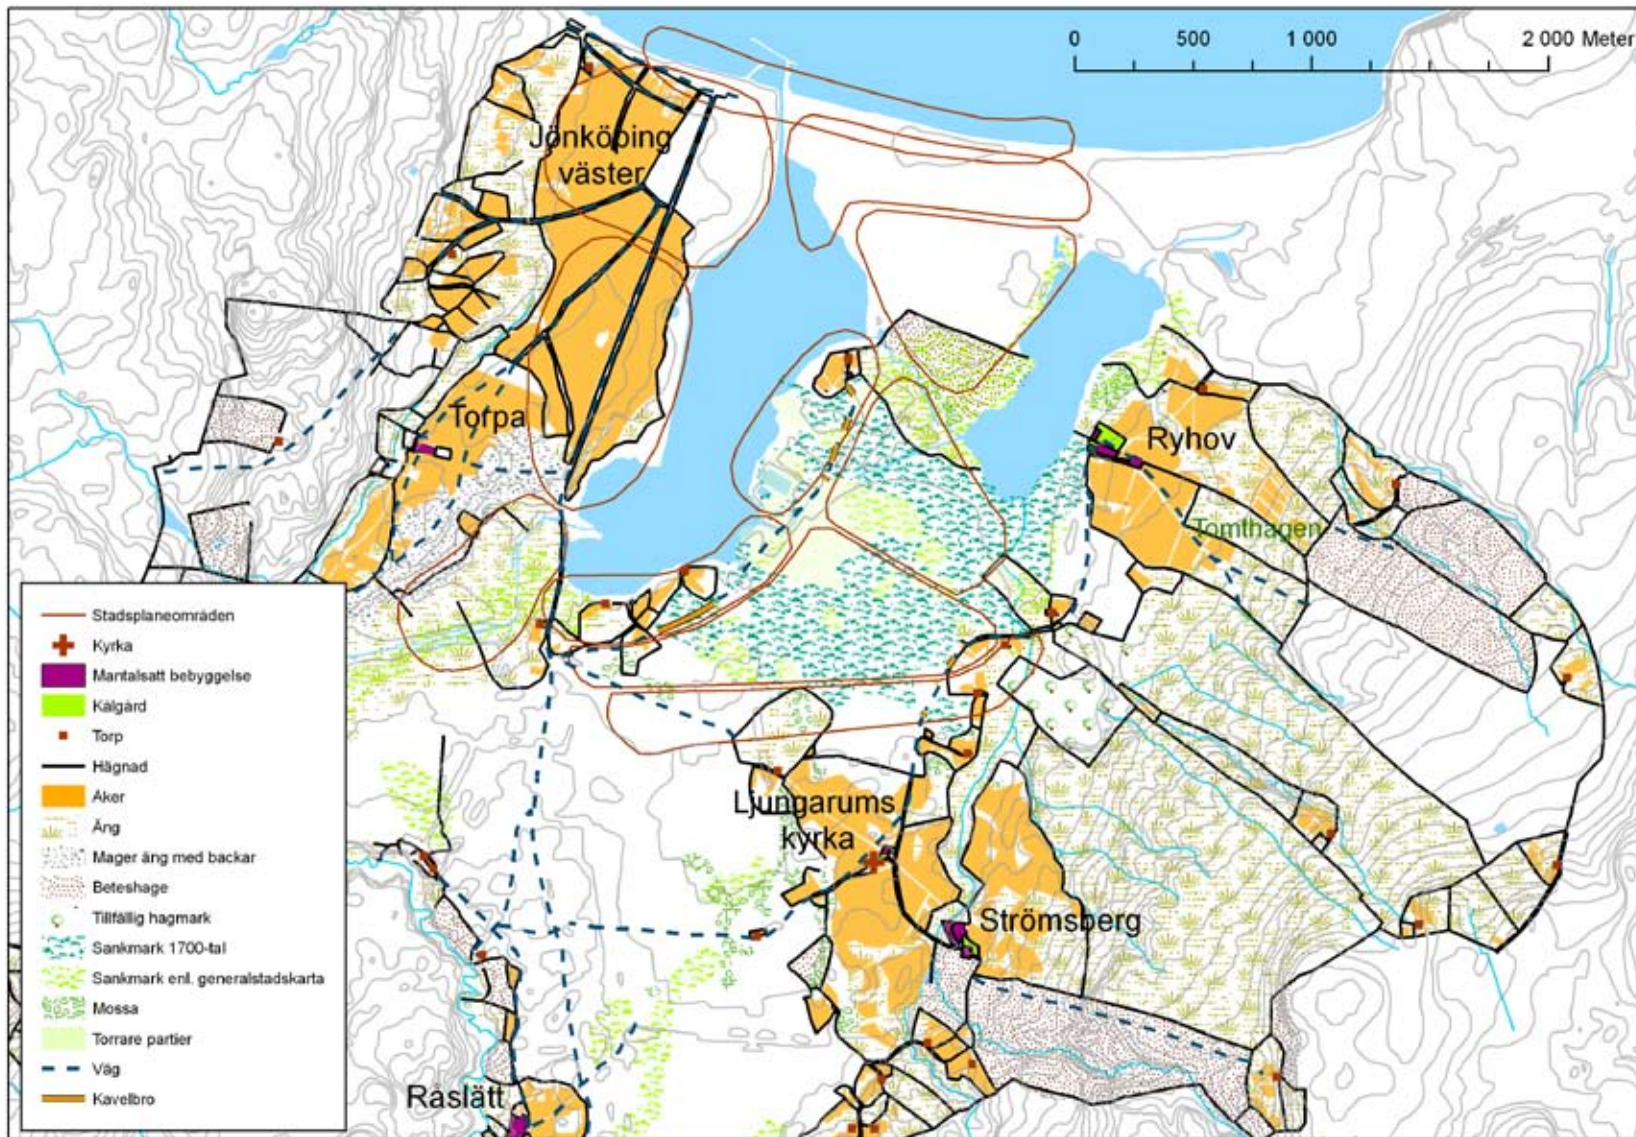 0 500 1 000 2 000 Meter
Jönköping
väster
Torpa
Ryhov
Tomthagen
Ljungarums
kyrka
Strömsberg
Råslätt
Stadsplaneområden
Kyrka
Mantalsatt bebyggelse
Kålgård
Torp
Hägnad
Åker
Äng
Mager äng med backar
Beteshage
Tillfällig hagmark
Sankmark 1700-tal
Sankmark enl. generalstadskarta
Mossa
Torrare partier
Väg
Kavelbro